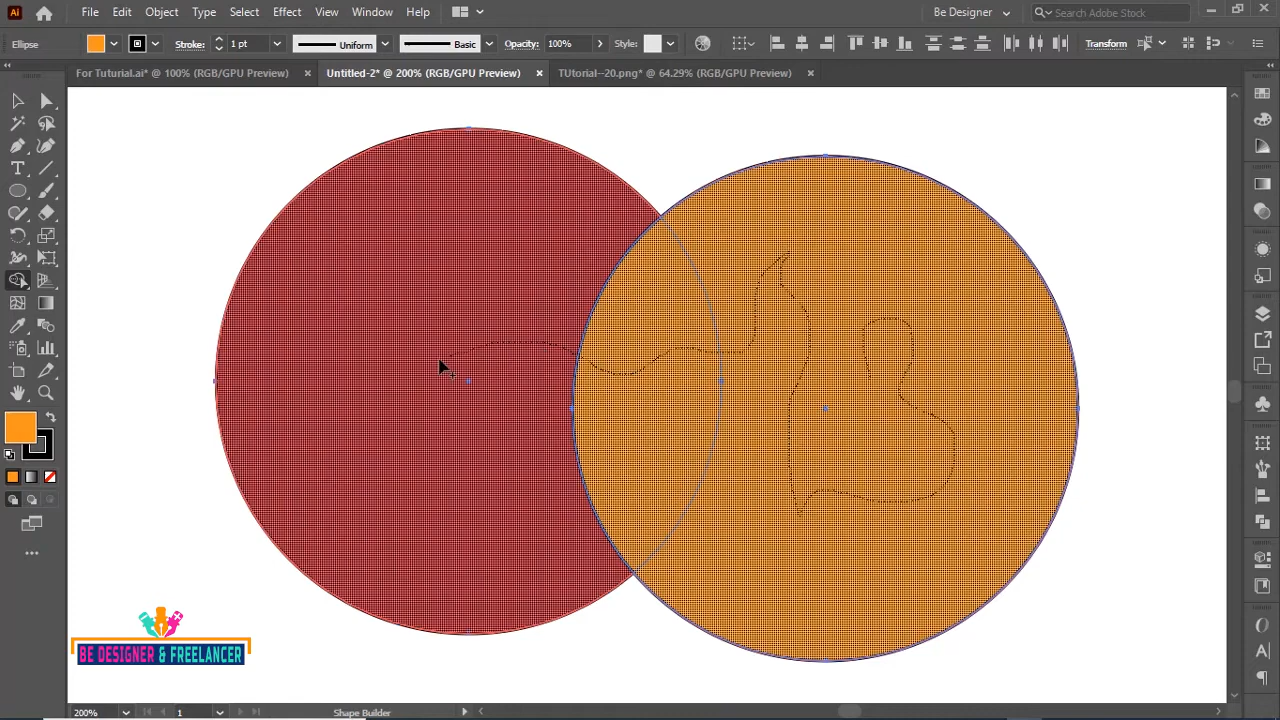 Ai File Edit Object Type Select Effect View Window Help Be Designer Search Adobe Stock
Ellipse Stroke: 1 pt Uniform Basic Opacity: 100% Style: Transform
For Tuturial.ai* @ 100% (RGB/GPU Preview) × Untitled-2* @ 200% (RGB/GPU Preview) × TUtorial--20.png* @ 64.29% (RGB/GPU Preview) ×
BE DESIGNER & FREELANCER
200% 1 Shape Builder